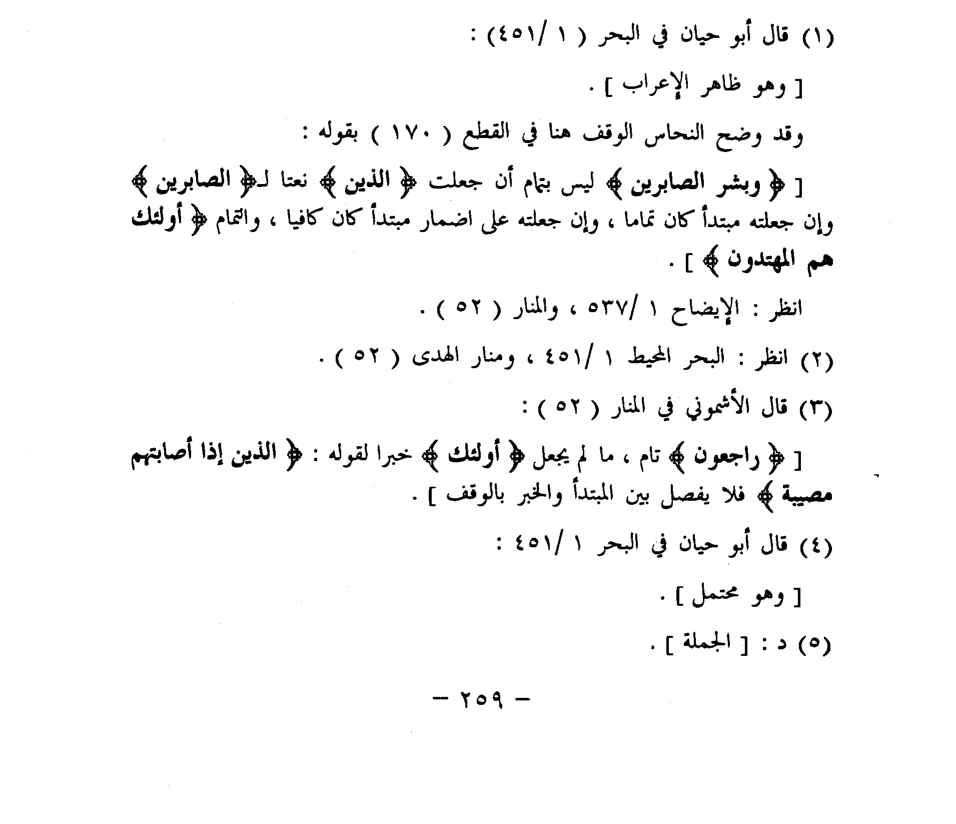 (١) قال أبو حيان في البحر ( ١ /٤٥١) :
[ وهو ظاهر الإعراب ] .
وقد وضح النحاس الوقف هنا في القطع ( ١٧٠ ) بقوله :
[ ﴿ وبشر الصابرين ﴾ ليس بتام أن جعلت ﴿ الذين ﴾ نعتا لـ﴿ الصابرين ﴾
وإن جعلته مبتدأ كان تماما ، وإن جعلته على اضمار مبتدأ كان كافيا ، والتمام ﴿ أولئك
هم المهتدون ﴾ ] .
انظر : الإيضاح ١ /٥٣٧ ، والمنار ( ٥٢ ) .
(٢) انظر : البحر المحيط ١ /٤٥١ ، ومنار الهدى ( ٥٢ ) .
(٣) قال الأشموني في المنار ( ٥٢ ) :
[ ﴿ راجعون ﴾ تام ، ما لم يجعل ﴿ أولئك ﴾ خبرا لقوله : ﴿ الذين إذا أصابتهم
مصيبة ﴾ فلا يفصل بين المبتدأ والخبر بالوقف ] .
(٤) قال أبو حيان في البحر ١ /٤٥١ :
[ وهو محتمل ] .
(٥) د : [ الجملة ] .
– ٢٥٩ –